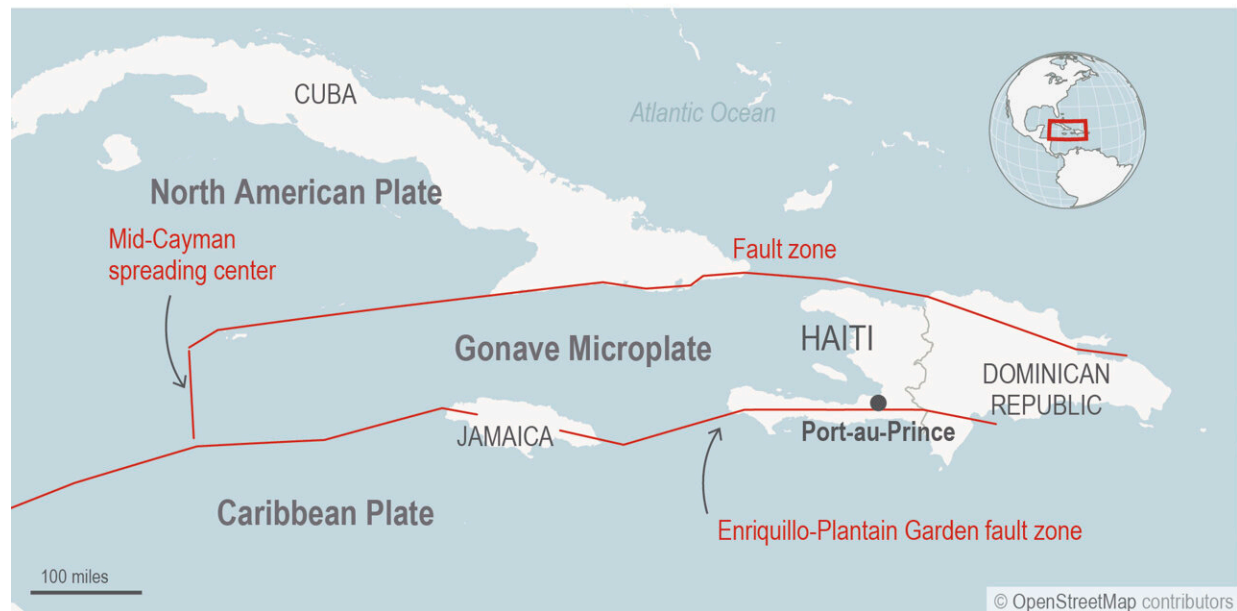 CUBA
Atlantic Ocean
North American Plate
Mid-Cayman
spreading center
Fault zone
Gonave Microplate
HAITI
DOMINICAN
REPUBLIC
JAMAICA
Port-au-Prince
Caribbean Plate
Enriquillo-Plantain Garden fault zone
100 miles
© OpenStreetMap contributors